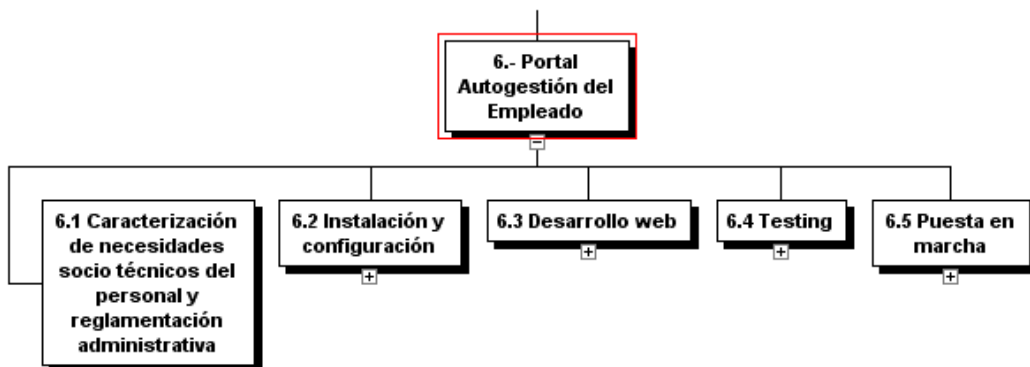 6.- Portal
Autogestión del
Empleado
6.1 Caracterización
de necesidades
socio técnicos del
personal y
reglamentación
administrativa
6.2 Instalación y
configuración
6.3 Desarrollo web
6.4 Testing
6.5 Puesta en
marcha